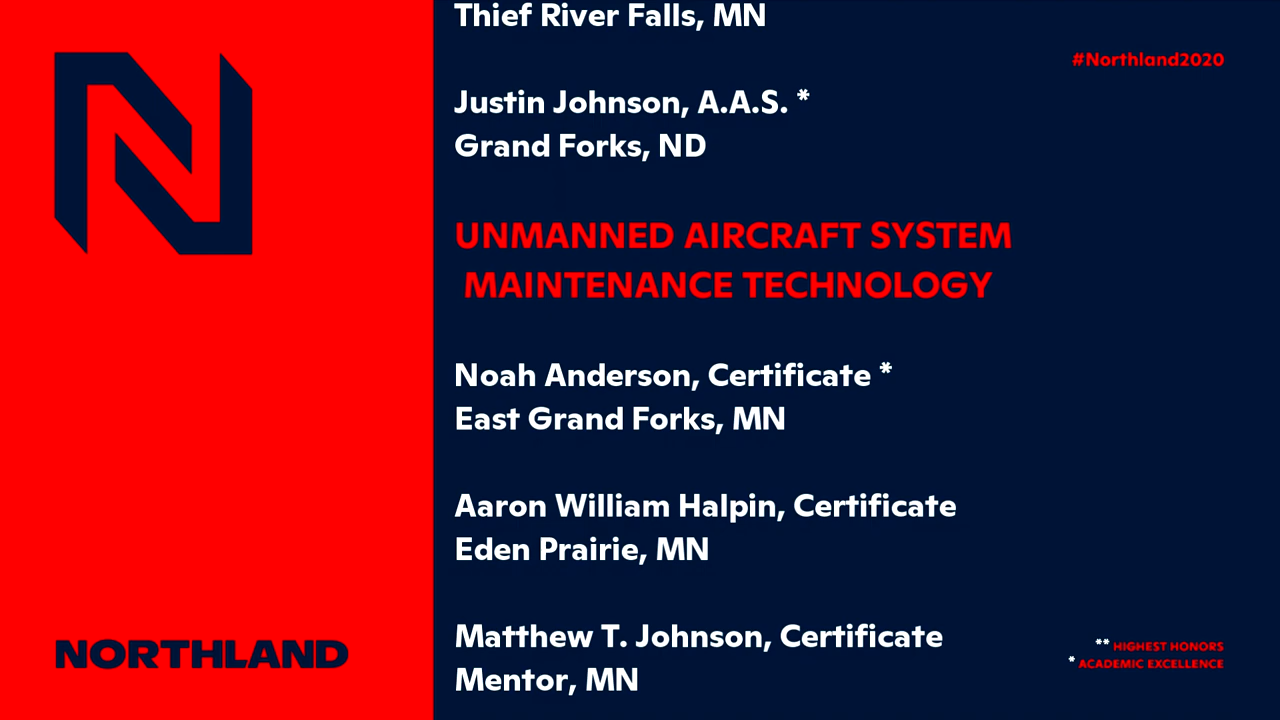 Thief River Falls, MN
#Northland2020
Justin Johnson, A.A.S. *
Grand Forks, ND
UNMANNED AIRCRAFT SYSTEM
MAINTENANCE TECHNOLOGY
Noah Anderson, Certificate *
East Grand Forks, MN
Aaron William Halpin, Certificate
Eden Prairie, MN
Matthew T. Johnson, Certificate
Mentor, MN
NORTHLAND
** HIGHEST HONORS
* ACADEMIC EXCELLENCE